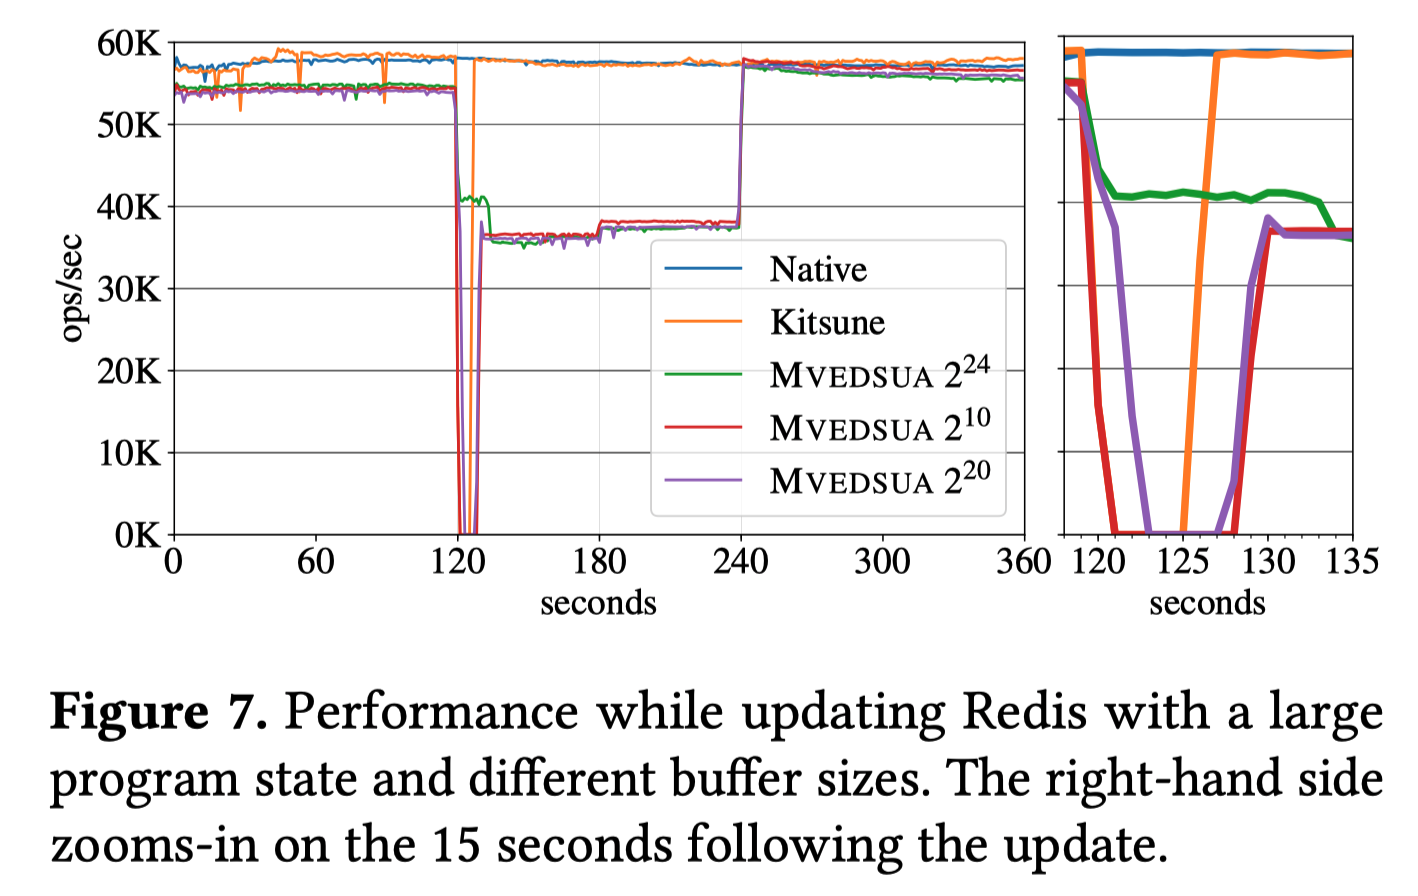 60K
50K
40K
30K
20K
10K
0K
ops/sec
0 60 120 180 240 300 360
seconds
Native
Kitsune
MVEDSUA 2^24
MVEDSUA 2^10
MVEDSUA 2^20
120 125 130 135
seconds
Figure 7. Performance while updating Redis with a large
program state and different buffer sizes. The right-hand side
zooms-in on the 15 seconds following the update.